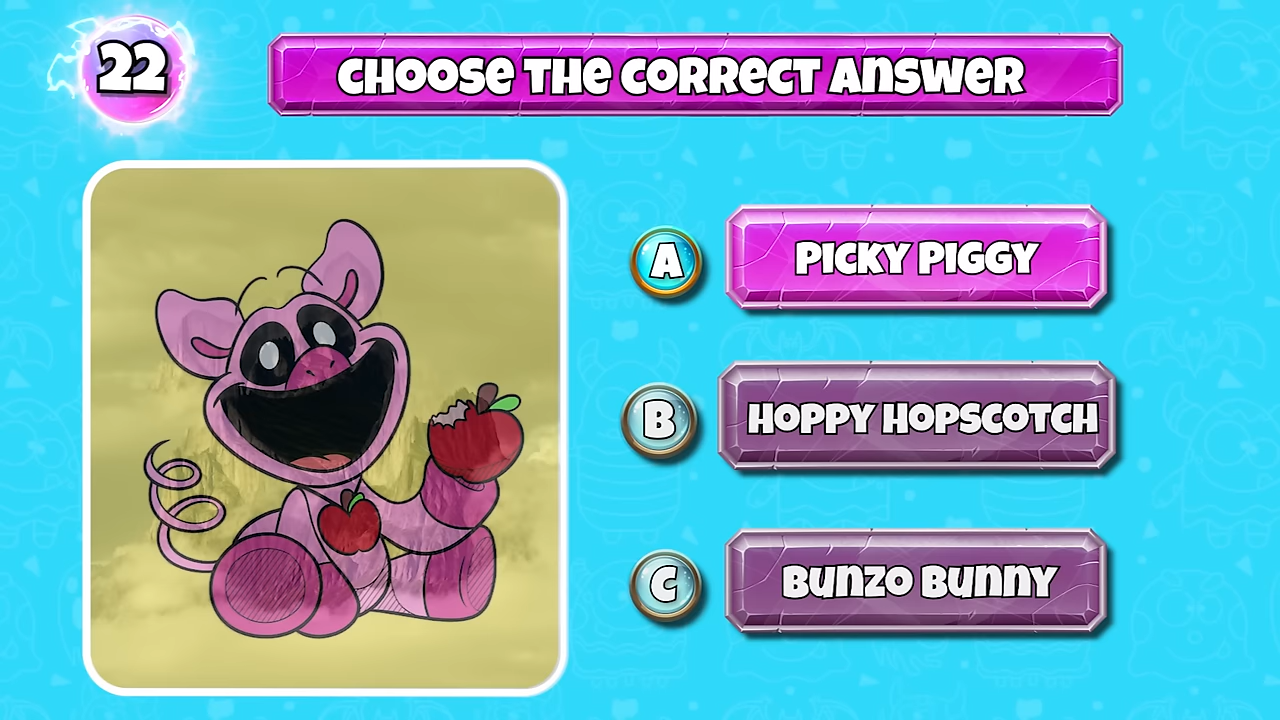 22
CHOOSE THE CORRECT ANSWER
A
PICKY PIGGY
B
HOPPY HOPSCOTCH
C
BUNZO BUNNY